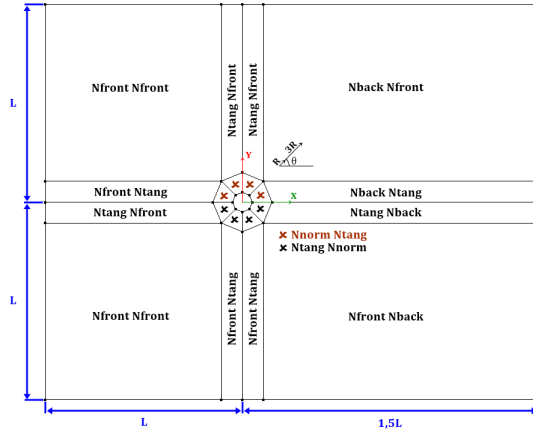 Nfront Nfront
Ntang Nfront
Ntang Nfront
Nback Nfront
L
3R
R
θ
Y
Nfront Ntang
Nback Ntang
X
Ntang Nfront
Ntang Nback
Nnorm Ntang
Ntang Nnorm
L
Nfront Nfront
Nfront Ntang
Nfront Ntang
Nfront Nback
L
1,5L